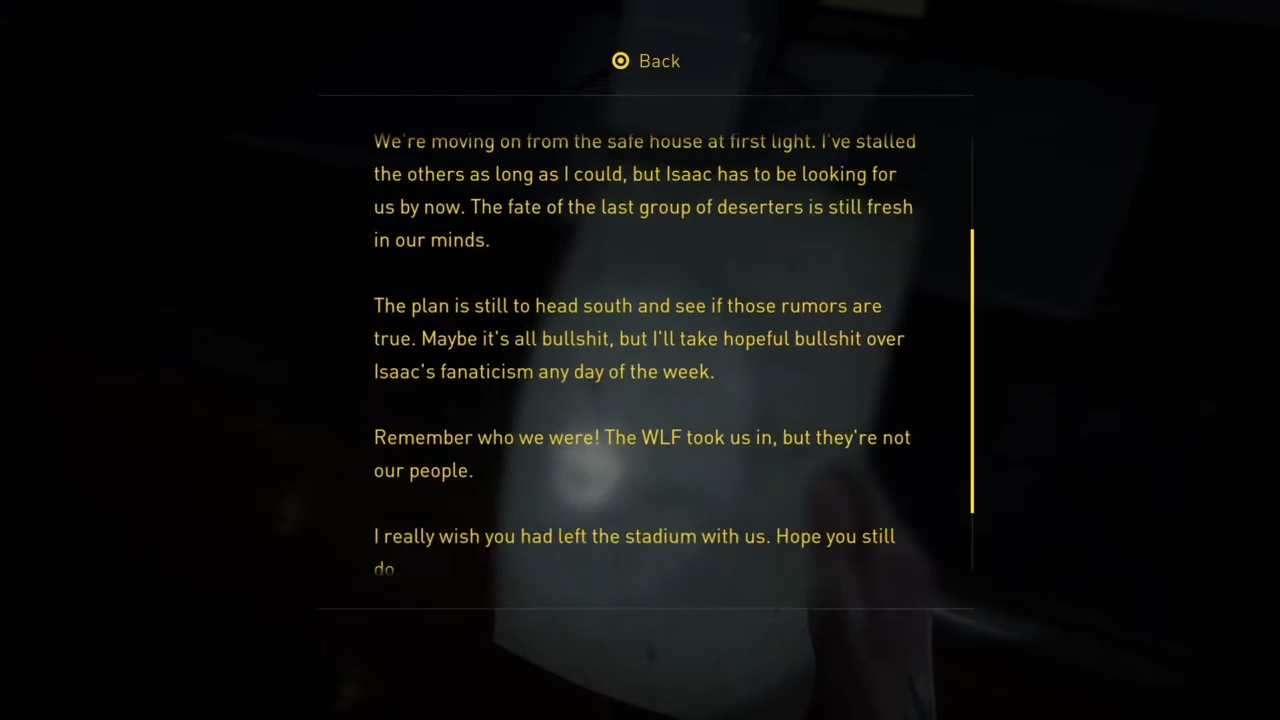 Back
We're moving on from the safe house at first light. I've stalled
the others as long as I could, but Isaac has to be looking for
us by now. The fate of the last group of deserters is still fresh
in our minds.
The plan is still to head south and see if those rumors are
true. Maybe it's all bullshit, but I'll take hopeful bullshit over
Isaac's fanaticism any day of the week.
Remember who we were! The WLF took us in, but they're not
our people.
I really wish you had left the stadium with us. Hope you still
do.